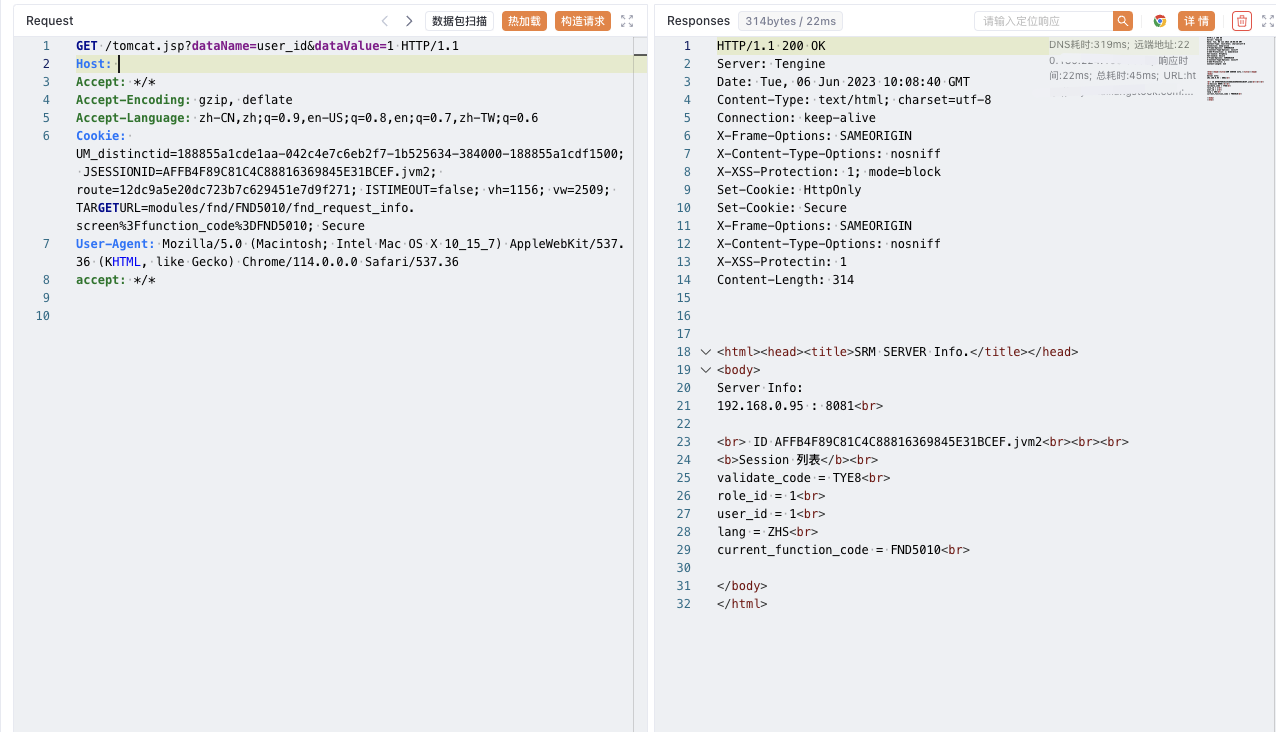 Request
数据包扫描
热加载
构造请求
1 GET /tomcat.jsp?dataName=user_id&dataValue=1 HTTP/1.1
2 Host:
3 Accept: */*
4 Accept-Encoding: gzip, deflate
5 Accept-Language: zh-CN,zh;q=0.9,en-US;q=0.8,en;q=0.7,zh-TW;q=0.6
6 Cookie:
UM_distinctid=188855a1cde1aa-042c4e7c6eb2f7-1b525634-384000-188855a1cdf1500;
JSESSIONID=AFFB4F89C81C4C88816369845E31BCEF.jvm2;
route=12dc9a5e20dc723b7c629451e7d9f271; ISTIMEOUT=false; vh=1156; vw=2509;
TARGETURL=modules/fnd/FND5010/fnd_request_info.
screen%3Ffunction_code%3DFND5010; Secure
7 User-Agent: Mozilla/5.0 (Macintosh; Intel Mac OS X 10_15_7) AppleWebKit/537.
36 (KHTML, like Gecko) Chrome/114.0.0.0 Safari/537.36
8 accept: */*
9
10
Responses
314bytes / 22ms
请输入定位响应
详 情
DNS耗时:319ms; 远端地址:22
响应时
间:22ms; 总耗时:45ms; URL:ht
1 HTTP/1.1 200 OK
2 Server: Tengine
3 Date: Tue, 06 Jun 2023 10:08:40 GMT
4 Content-Type: text/html; charset=utf-8
5 Connection: keep-alive
6 X-Frame-Options: SAMEORIGIN
7 X-Content-Type-Options: nosniff
8 X-XSS-Protection: 1; mode=block
9 Set-Cookie: HttpOnly
10 Set-Cookie: Secure
11 X-Frame-Options: SAMEORIGIN
12 X-Content-Type-Options: nosniff
13 X-XSS-Protectin: 1
14 Content-Length: 314
15
16
17
18 <html><head><title>SRM SERVER Info.</title></head>
19 <body>
20 Server Info:
21 192.168.0.95 : 8081<br>
22
23 <br> ID AFFB4F89C81C4C88816369845E31BCEF.jvm2<br><br><br>
24 <b>Session 列表</b><br>
25 validate_code = TYE8<br>
26 role_id = 1<br>
27 user_id = 1<br>
28 lang = ZHS<br>
29 current_function_code = FND5010<br>
30
31 </body>
32 </html>